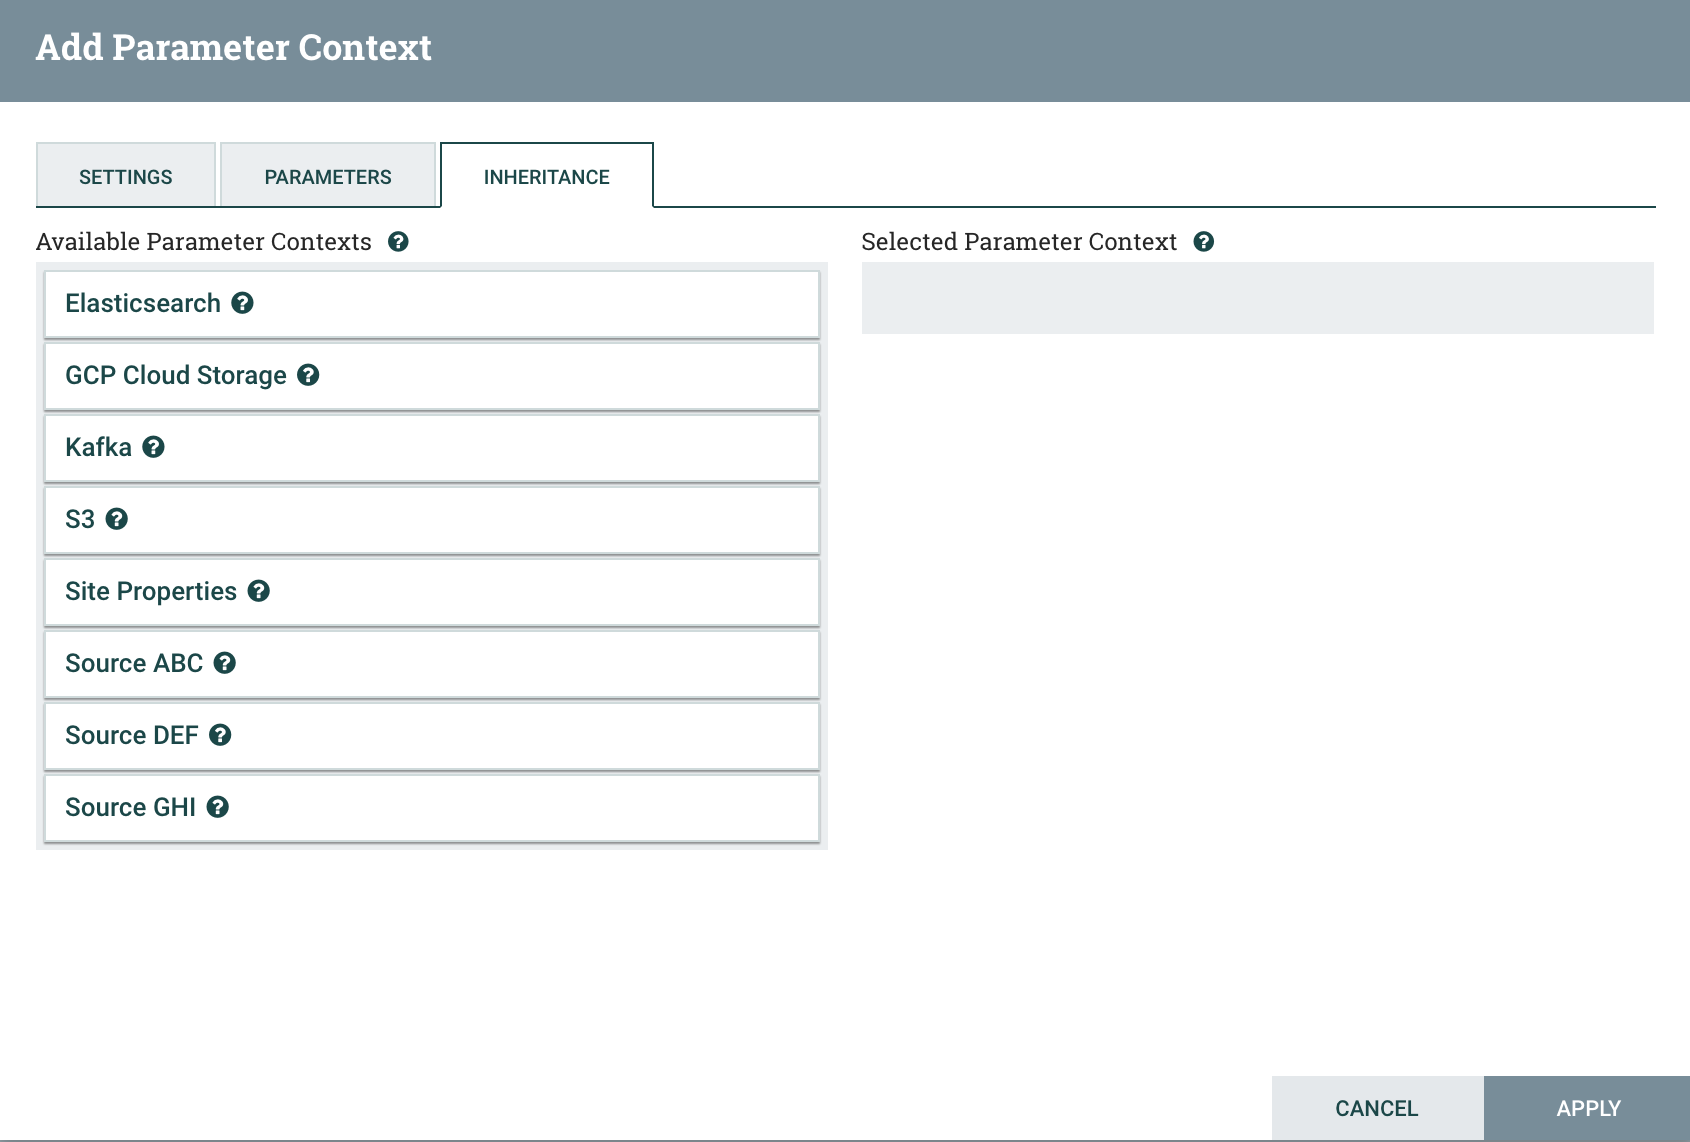 Add Parameter Context
SETTINGS
PARAMETERS
INHERITANCE
Available Parameter Contexts
Elasticsearch
GCP Cloud Storage
Kafka
S3
Site Properties
Source ABC
Source DEF
Source GHI
Selected Parameter Context
CANCEL
APPLY